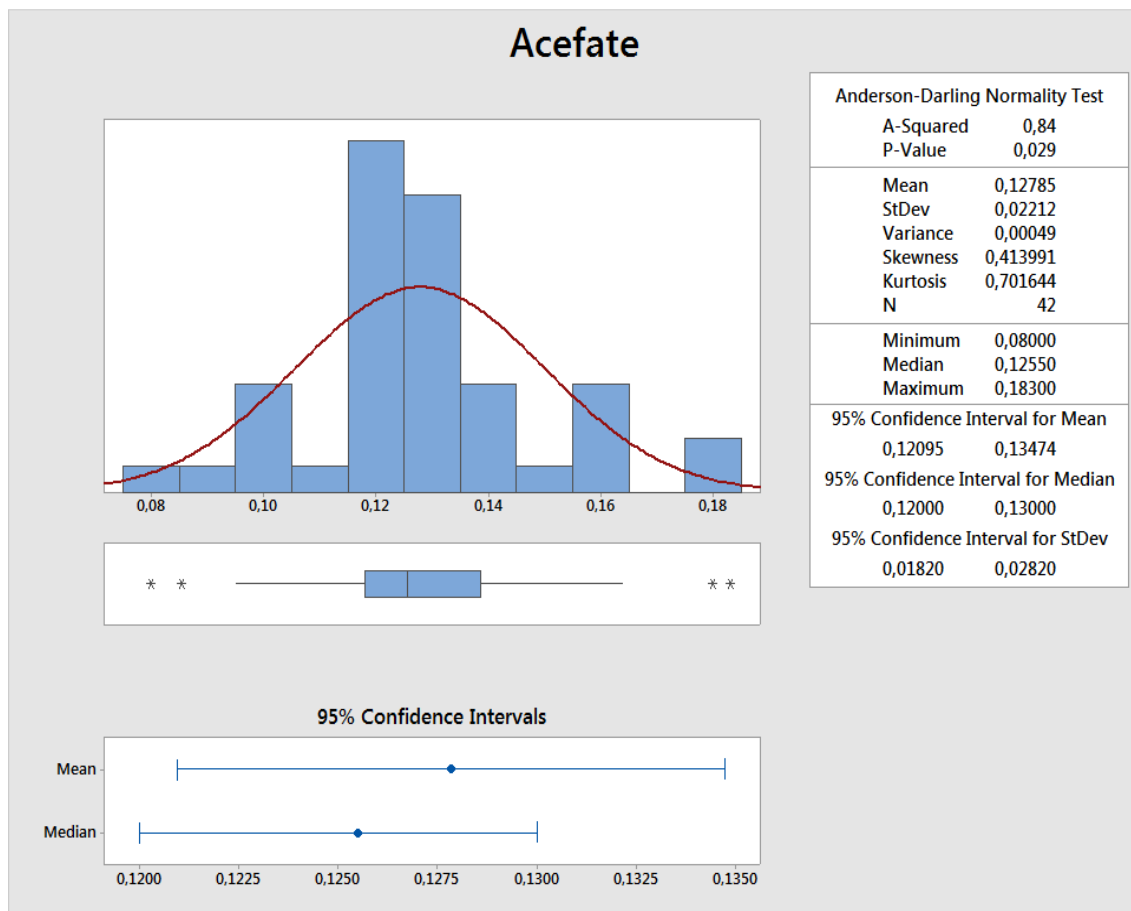 Acefate
0,08 0,10 0,12 0,14 0,16 0,18
* * * *
95% Confidence Intervals
Mean
Median
0,1200 0,1225 0,1250 0,1275 0,1300 0,1325 0,1350
Anderson-Darling Normality Test
A-Squared 0,84
P-Value 0,029
Mean 0,12785
StDev 0,02212
Variance 0,00049
Skewness 0,413991
Kurtosis 0,701644
N 42
Minimum 0,08000
Median 0,12550
Maximum 0,18300
95% Confidence Interval for Mean
0,12095 0,13474
95% Confidence Interval for Median
0,12000 0,13000
95% Confidence Interval for StDev
0,01820 0,02820